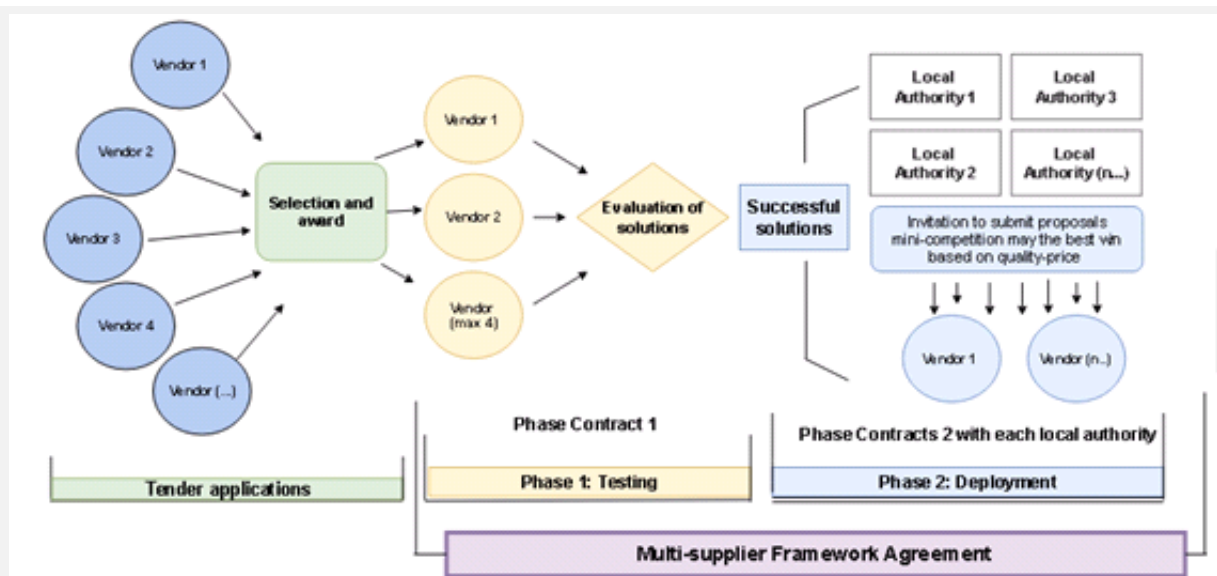 Vendor 1
Vendor 2
Vendor 3
Vendor 4
Vendor (...)
Selection and
award
Vendor 1
Vendor 2
Vendor
(max 4)
Evaluation of
solutions
Successful
solutions
Local
Authority 1
Local
Authority 3
Local
Authority 2
Local
Authority (n...)
Invitation to submit proposals
mini-competition may the best win
based on quality-price
Vendor 1
Vendor (n..)
Phase Contract 1
Phase Contracts 2 with each local authority
Tender applications
Phase 1: Testing
Phase 2: Deployment
Multi-supplier Framework Agreement